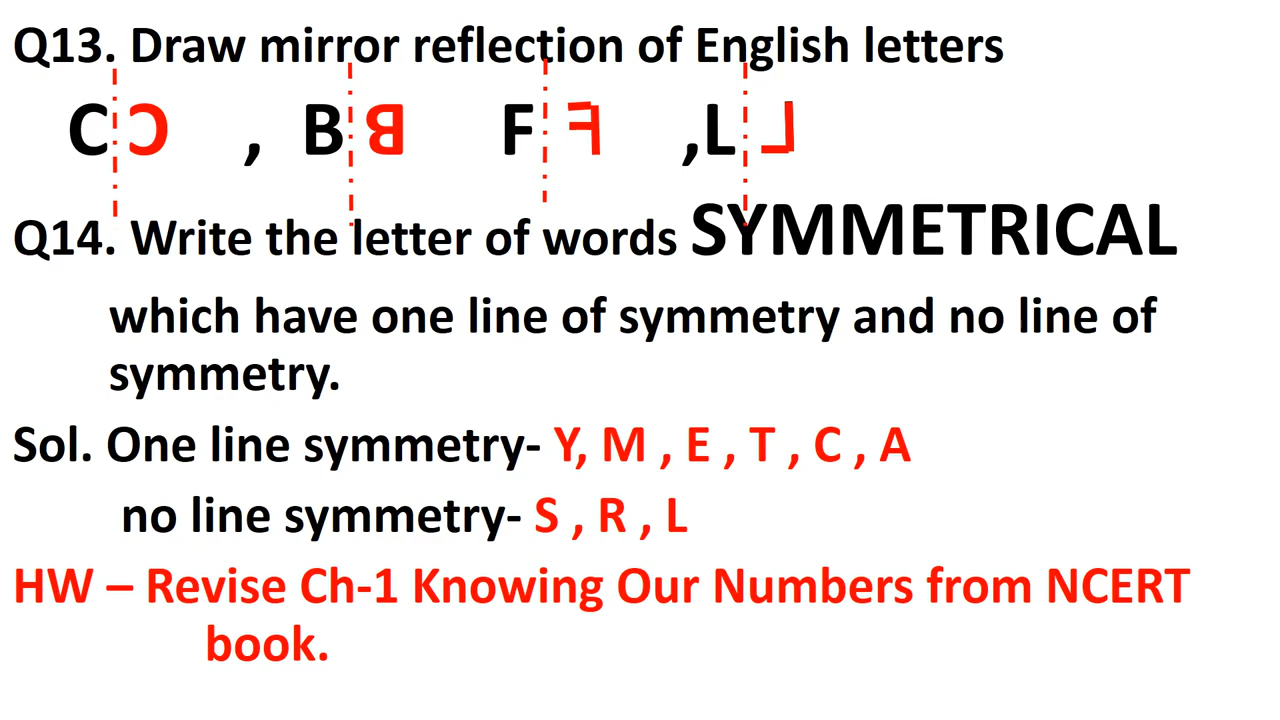 Q13. Draw mirror reflection of English letters
C C , B B F F ,L L
Q14. Write the letter of words SYMMETRICAL
which have one line of symmetry and no line of
symmetry.
Sol. One line symmetry- Y, M , E , T , C , A
no line symmetry- S , R , L
HW – Revise Ch-1 Knowing Our Numbers from NCERT
book.